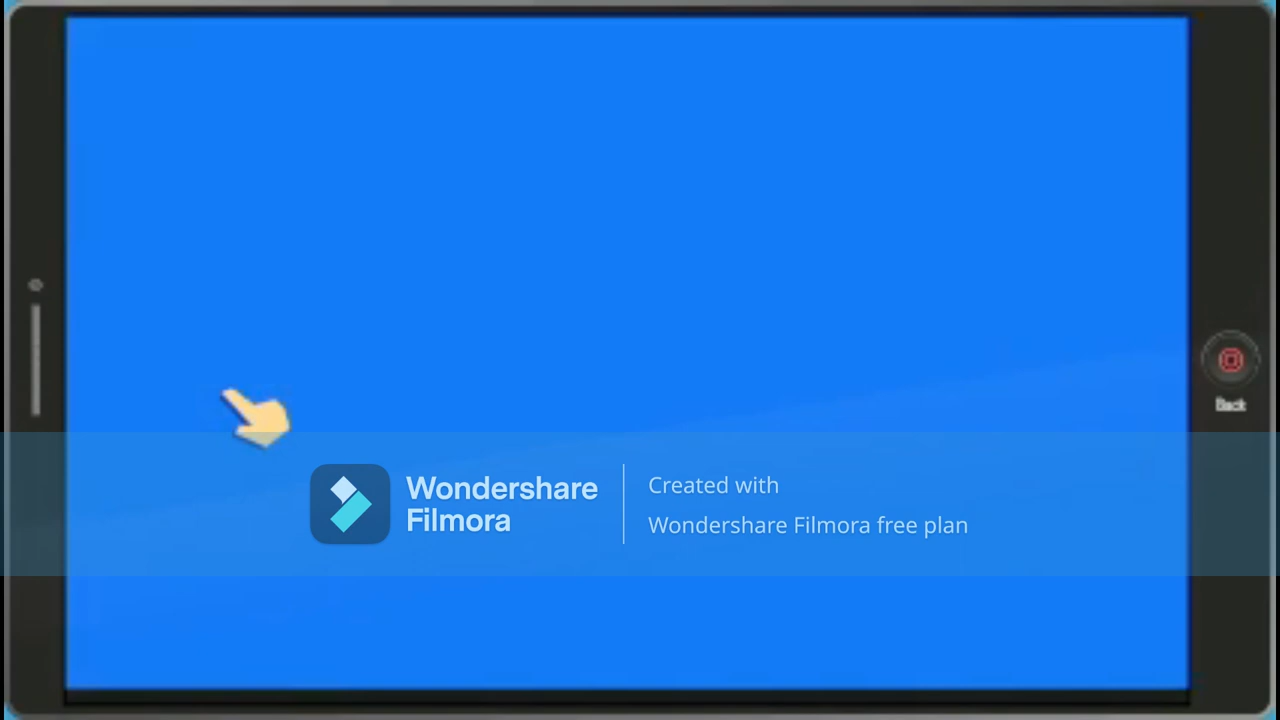 Back
Wondershare
Filmora
Created with
Wondershare Filmora free plan